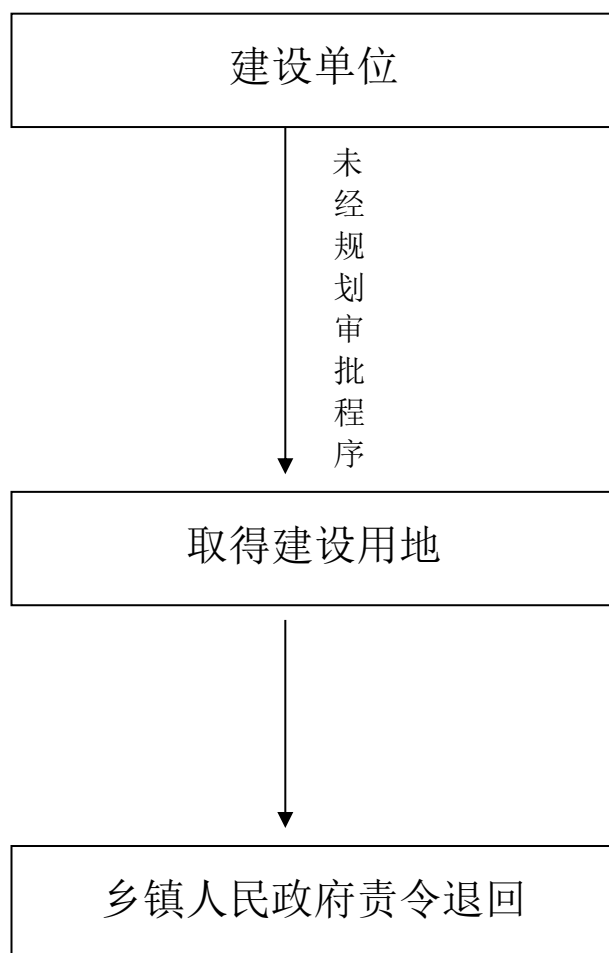 建设单位
未经规划审批程序
取得建设用地
乡镇人民政府责令退回